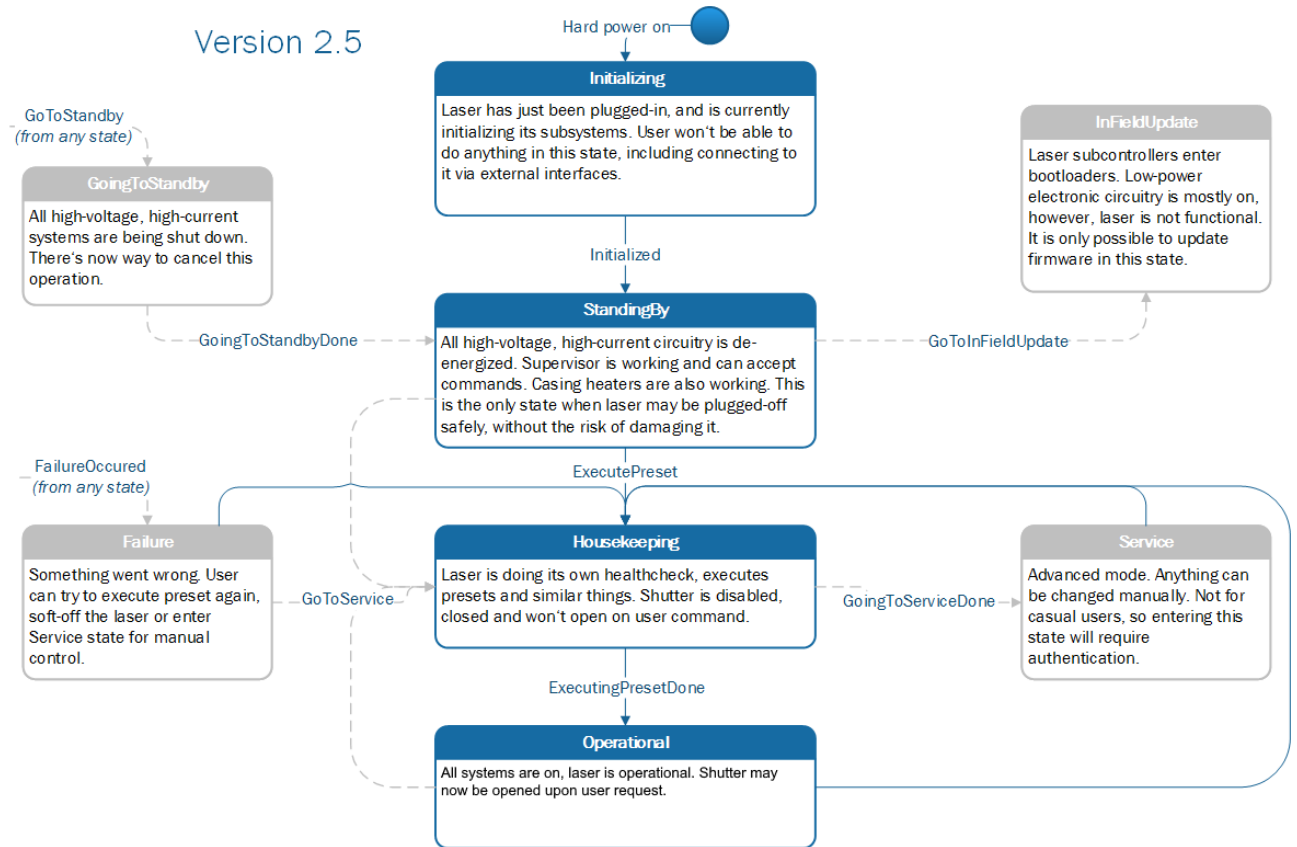 Version 2.5
Hard power on
Initializing
Laser has just been plugged-in, and is currently
initializing its subsystems. User won't be able to
do anything in this state, including connecting to
it via external interfaces.
GoToStandby
(from any state)
GoingToStandby
All high-voltage, high-current
systems are being shut down.
There's now way to cancel this
operation.
InFieldUpdate
Laser subcontrollers enter
bootloaders. Low-power
electronic circuitry is mostly on,
however, laser is not functional.
It is only possible to update
firmware in this state.
Initialized
GoingToStandbyDone
StandingBy
All high-voltage, high-current circuitry is de-
energized. Supervisor is working and can accept
commands. Casing heaters are also working. This
is the only state when laser may be plugged-off
safely, without the risk of damaging it.
GoToInFieldUpdate
ExecutePreset
FailureOccured
(from any state)
Failure
Something went wrong. User
can try to execute preset again,
soft-off the laser or enter
Service state for manual
control.
GoToService
Housekeeping
Laser is doing its own healthcheck, executes
presets and similar things. Shutter is disabled,
closed and won't open on user command.
GoingToServiceDone
Service
Advanced mode. Anything can
be changed manually. Not for
casual users, so entering this
state will require
authentication.
ExecutingPresetDone
Operational
All systems are on, laser is operational. Shutter may
now be opened upon user request.